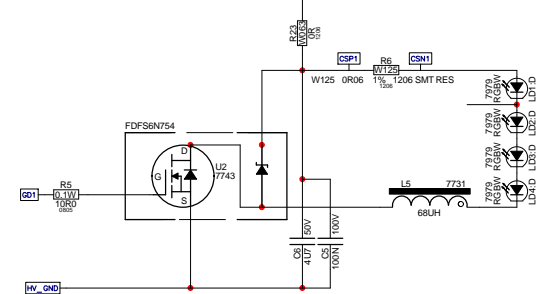 R23
W063
0R
1206
CSP1
R6
CSN1
W125
W125 0R06 1% 1206 SMT RES
1206
7979
RGBW
LD1:D
7979
RGBW
LD2:D
7979
RGBW
LD3:D
7979
RGBW
LD4:D
FDFS6N754
D
G
S
U2
7743
GD1
R5
0.1W
10R0
0805
L5 7731
68UH
C6
4U7
50V
C5
100N
100V
HV_GND